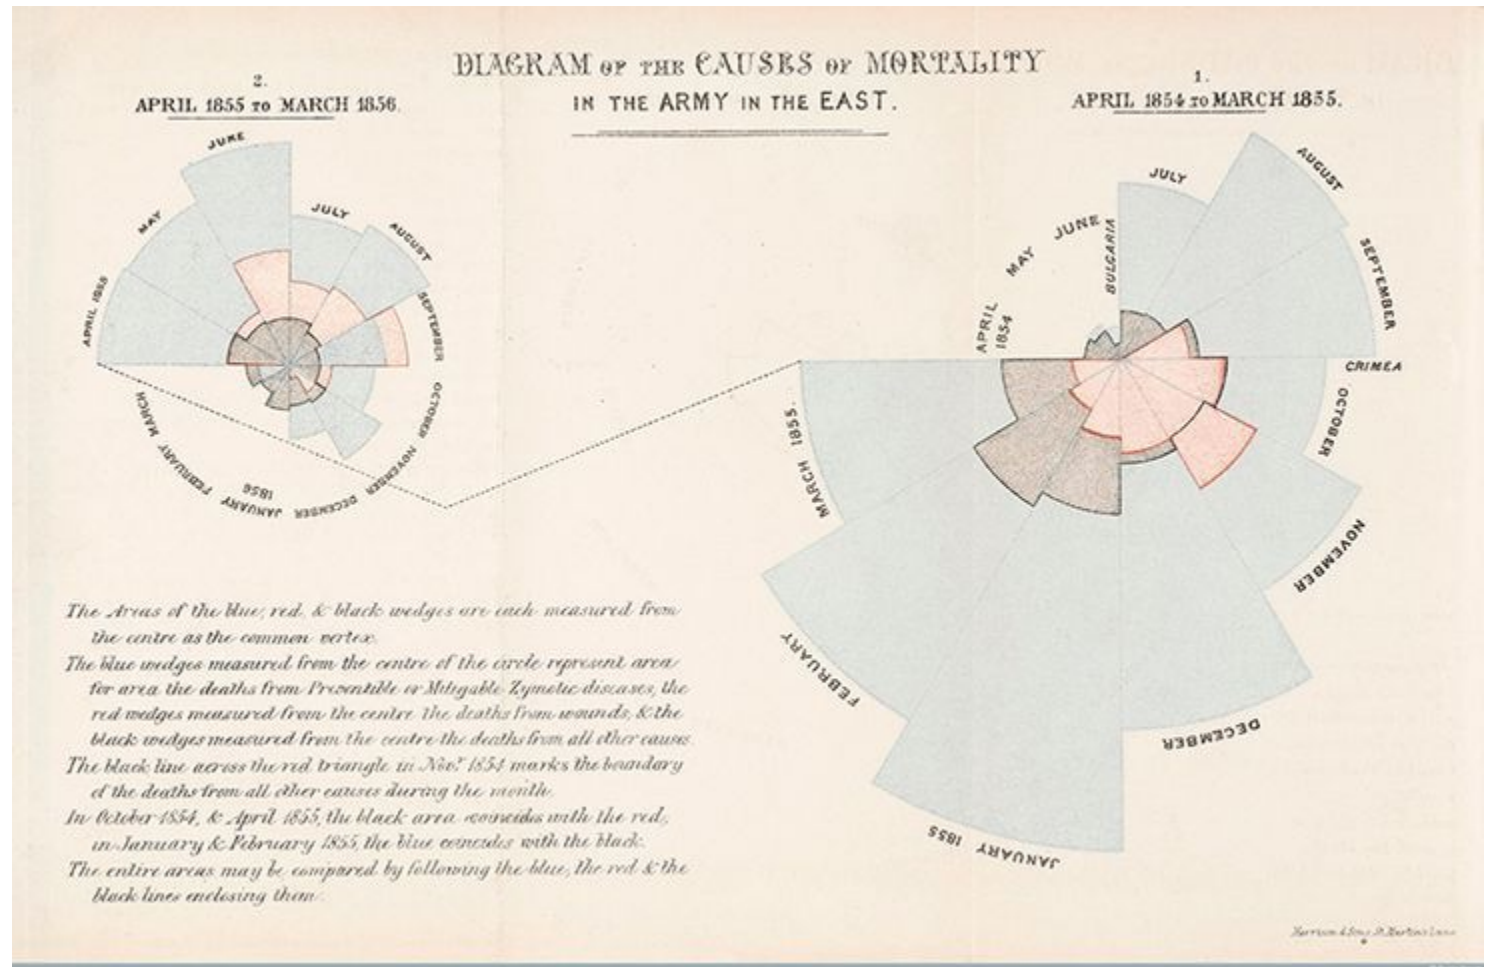 DIAGRAM OF THE CAUSES OF MORTALITY
IN THE ARMY IN THE EAST.
2.
APRIL 1855 TO MARCH 1856.
1.
APRIL 1854 TO MARCH 1855.
APRIL 1855
MAY
JUNE
JULY
AUGUST
SEPTEMBER
OCTOBER
NOVEMBER
DECEMBER
JANUARY
1856
FEBRUARY
MARCH
APRIL
1854
MAY
JUNE
BULGARIA
JULY
AUGUST
SEPTEMBER
CRIMEA
OCTOBER
NOVEMBER
DECEMBER
JANUARY 1855
FEBRUARY
MARCH 1855.
The Areas of the blue, red, & black wedges are each measured from
the centre as the common vertex.
The blue wedges measured from the centre of the circle represent area
for area the deaths from Preventible or Mitigable Zymotic diseases, the
red wedges measured from the centre the deaths from wounds, & the
black wedges measured from the centre the deaths from all other causes.
The black line across the red triangle in Novr. 1854 marks the boundary
of the deaths from all other causes during the month.
In October 1854, & April 1855, the black area coincides with the red,
in January & February 1855, the blue coincides with the black.
The entire areas may be compared by following the blue, the red & the
black lines enclosing them.
Harrison & Sons St. Martins Lane